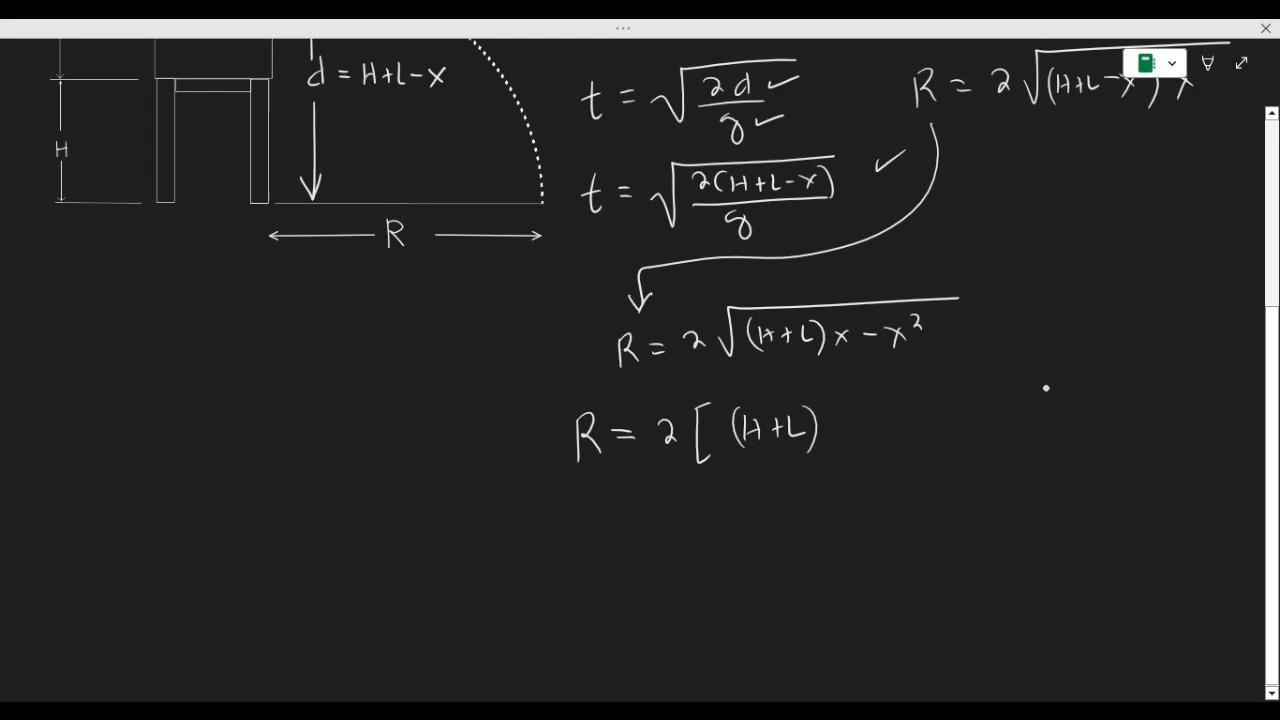 d = H+L-x
H
R
t = √(2d/g)
t = √(2(H+L-x)/g)
R = 2 √((H+L-x) x)
R = 2 √((H+L)x - x²)
R = 2 [ (H+L)